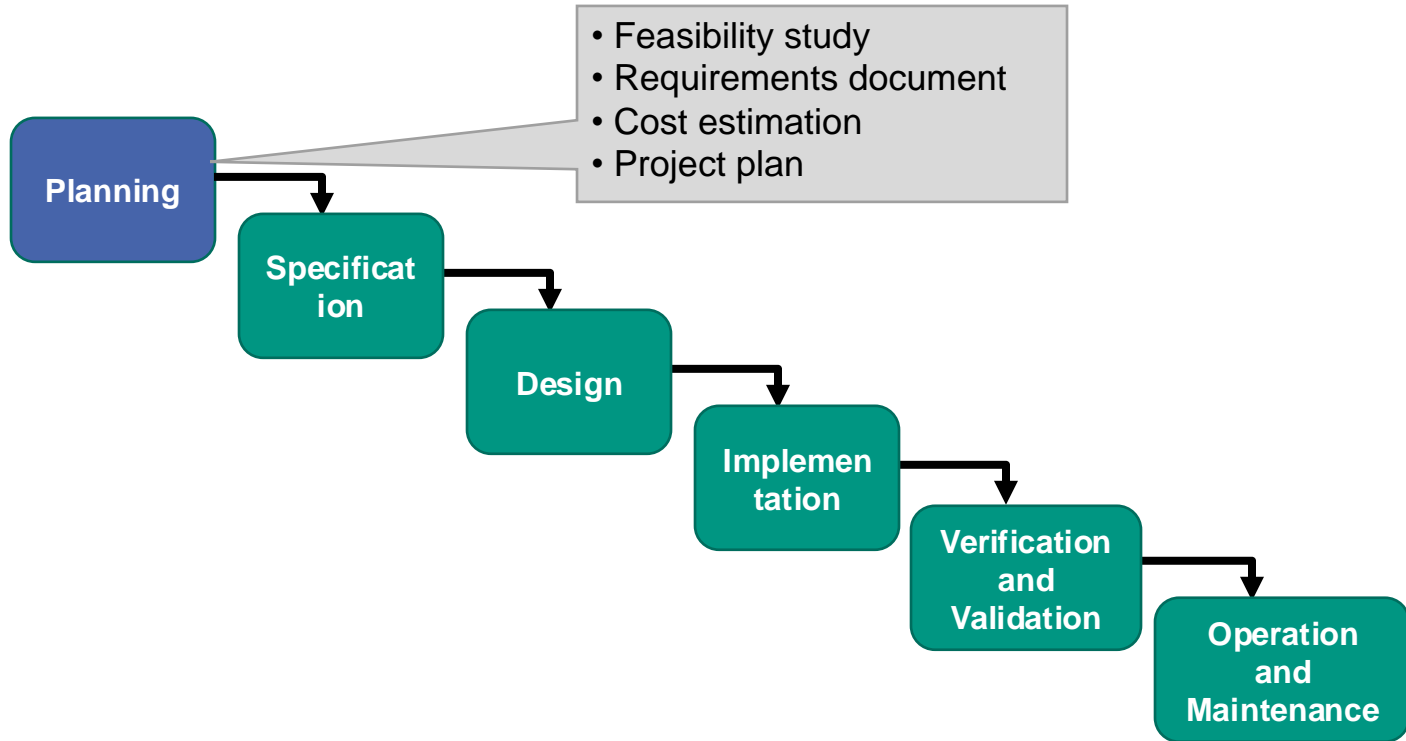 • Feasibility study
• Requirements document
• Cost estimation
• Project plan
Planning
Specificat
ion
Design
Implemen
tation
Verification
and
Validation
Operation
and
Maintenance